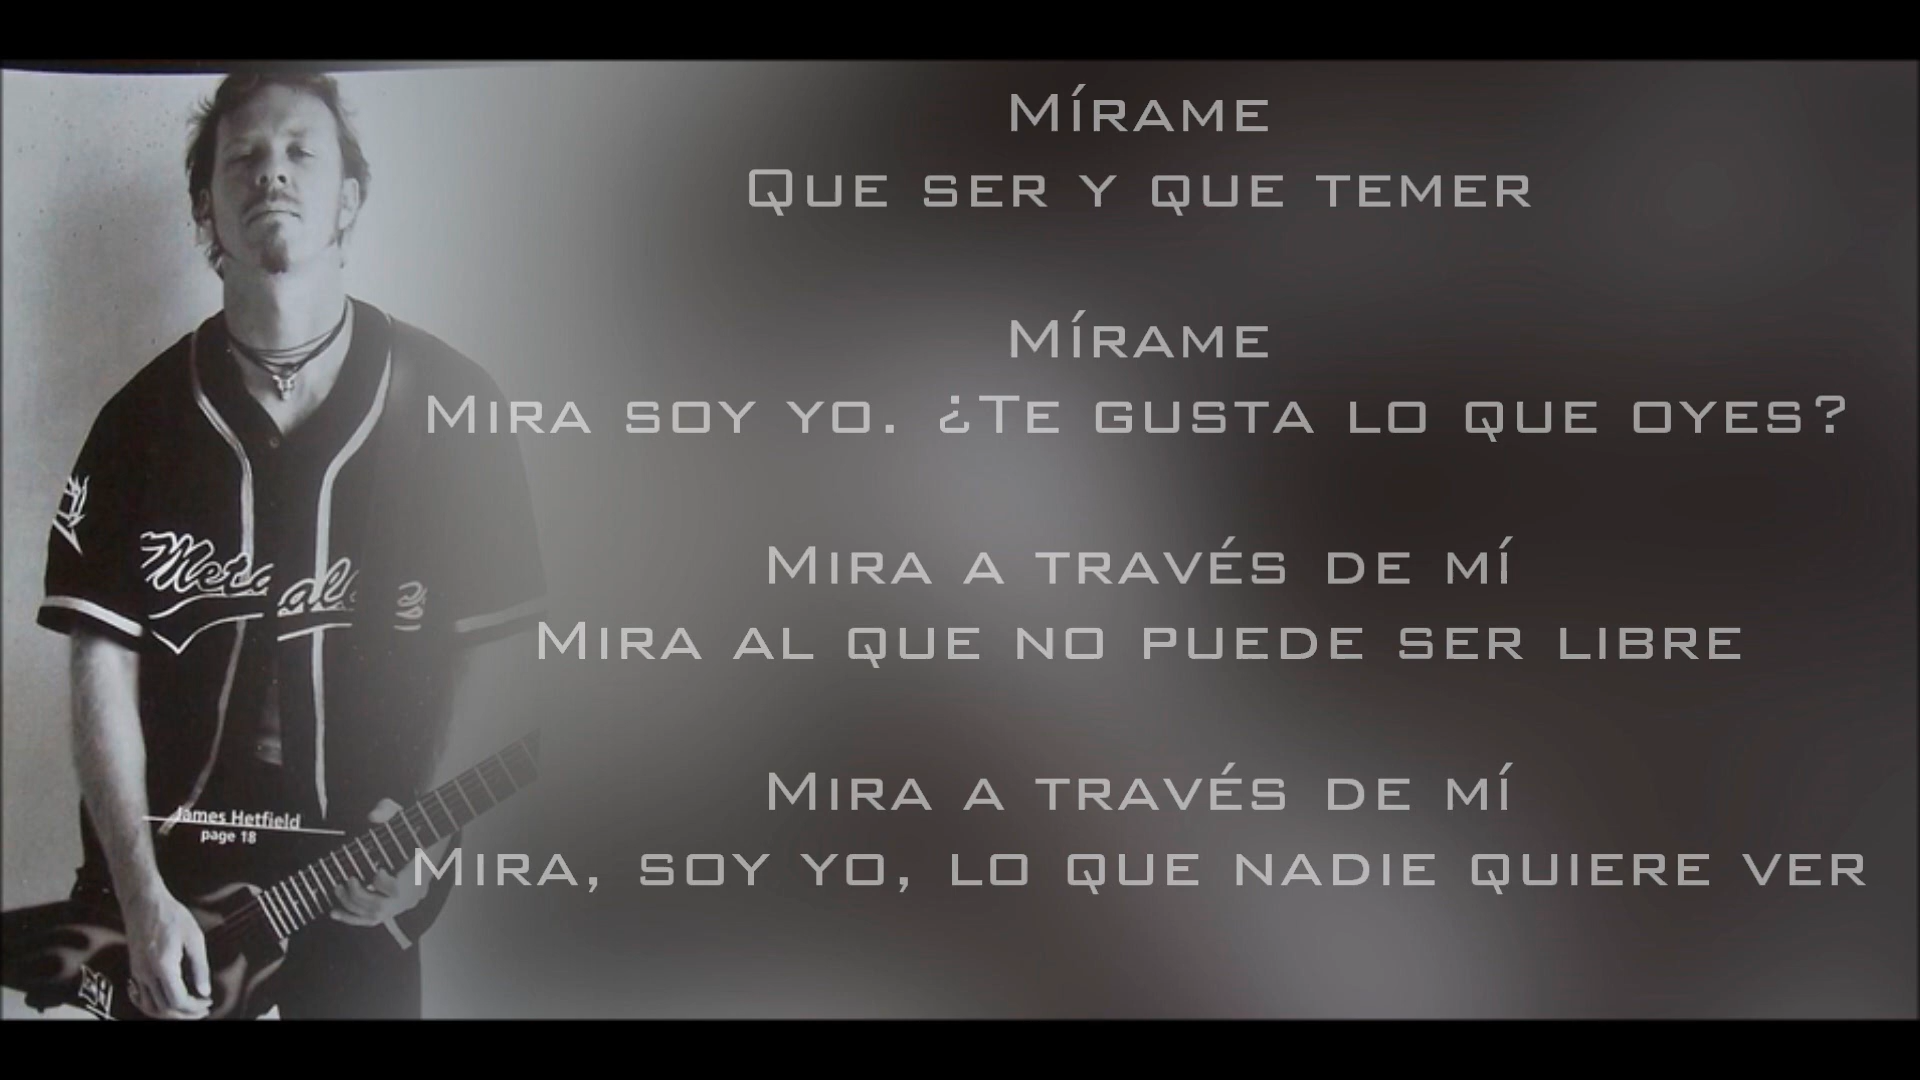 Mírame
Que ser y que temer
Mírame
Mira soy yo. ¿Te gusta lo que oyes?
Mira a través de mí
Mira al que no puede ser libre
Mira a través de mí
Mira, soy yo, lo que nadie quiere ver
James Hetfield
page 18